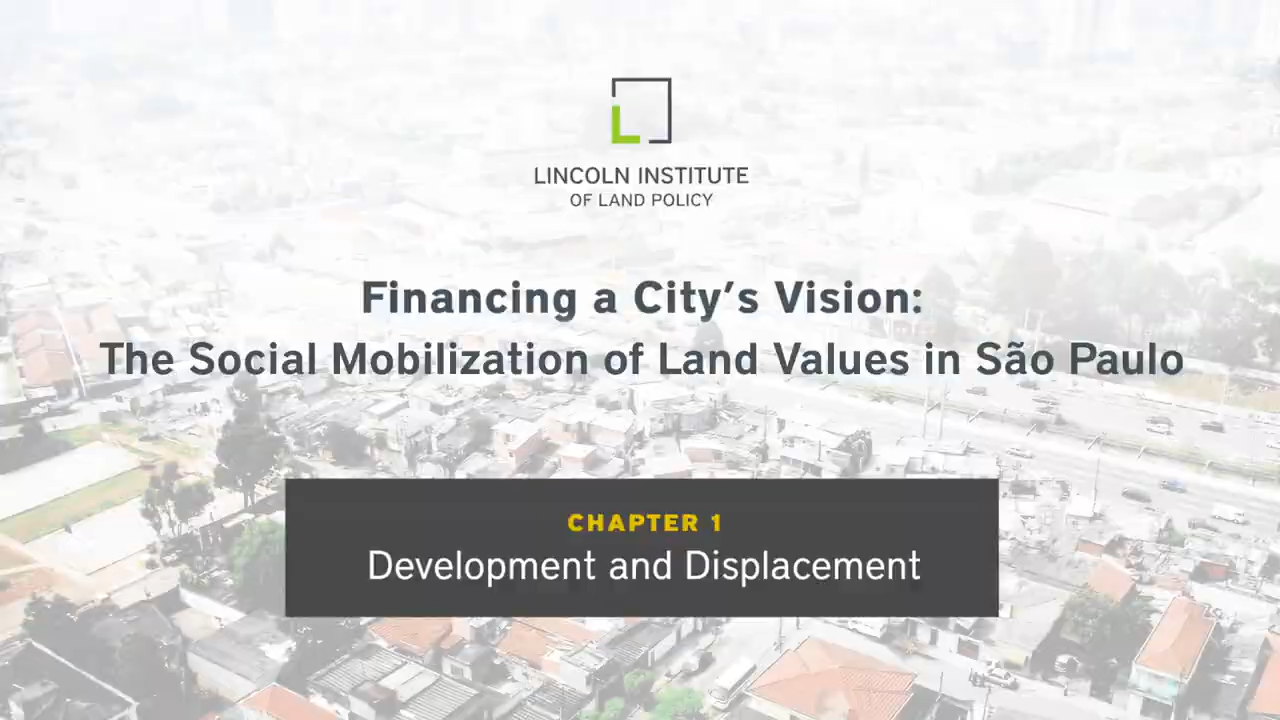 LINCOLN INSTITUTE
OF LAND POLICY
Financing a City’s Vision:
The Social Mobilization of Land Values in São Paulo
CHAPTER 1
Development and Displacement